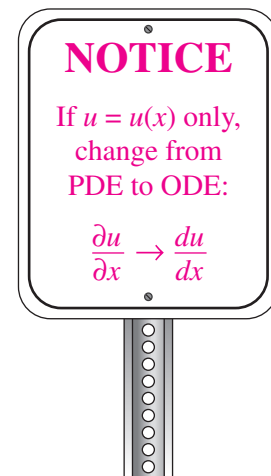 NOTICE
If u = u(x) only,
change from
PDE to ODE:
∂u/∂x → du/dx